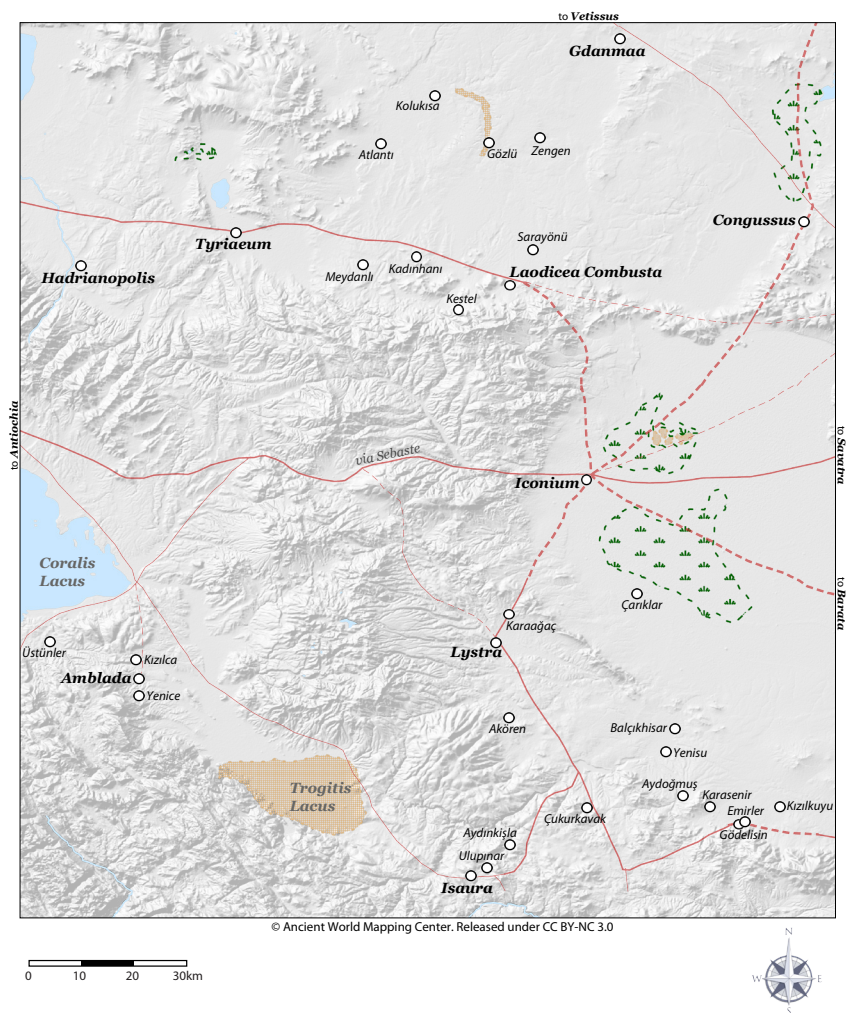 to Vetissus
Gdanmaa
Kolukısa
Atlantı
Gözlü
Zengen
Congussus
Tyriaeum
Sarayönü
Hadrianopolis
Meydanlı
Kadınhanı
Laodicea Combusta
Kestel
to Antiochia
to Savatra
via Sebaste
Iconium
Coralis
Lacus
to Barata
Çarıklar
Karaağaç
Üstünler
Kızılca
Lystra
Amblada
Yenice
Akören
Balçıkhisar
Yenisu
Trogitis
Lacus
Aydoğmuş
Karasenir
Kızılkuyu
Emirler
Çukurkavak
Gödelisin
Aydınkışla
Ulupınar
Isaura
© Ancient World Mapping Center. Released under CC BY-NC 3.0
0 10 20 30km
N
W E
S